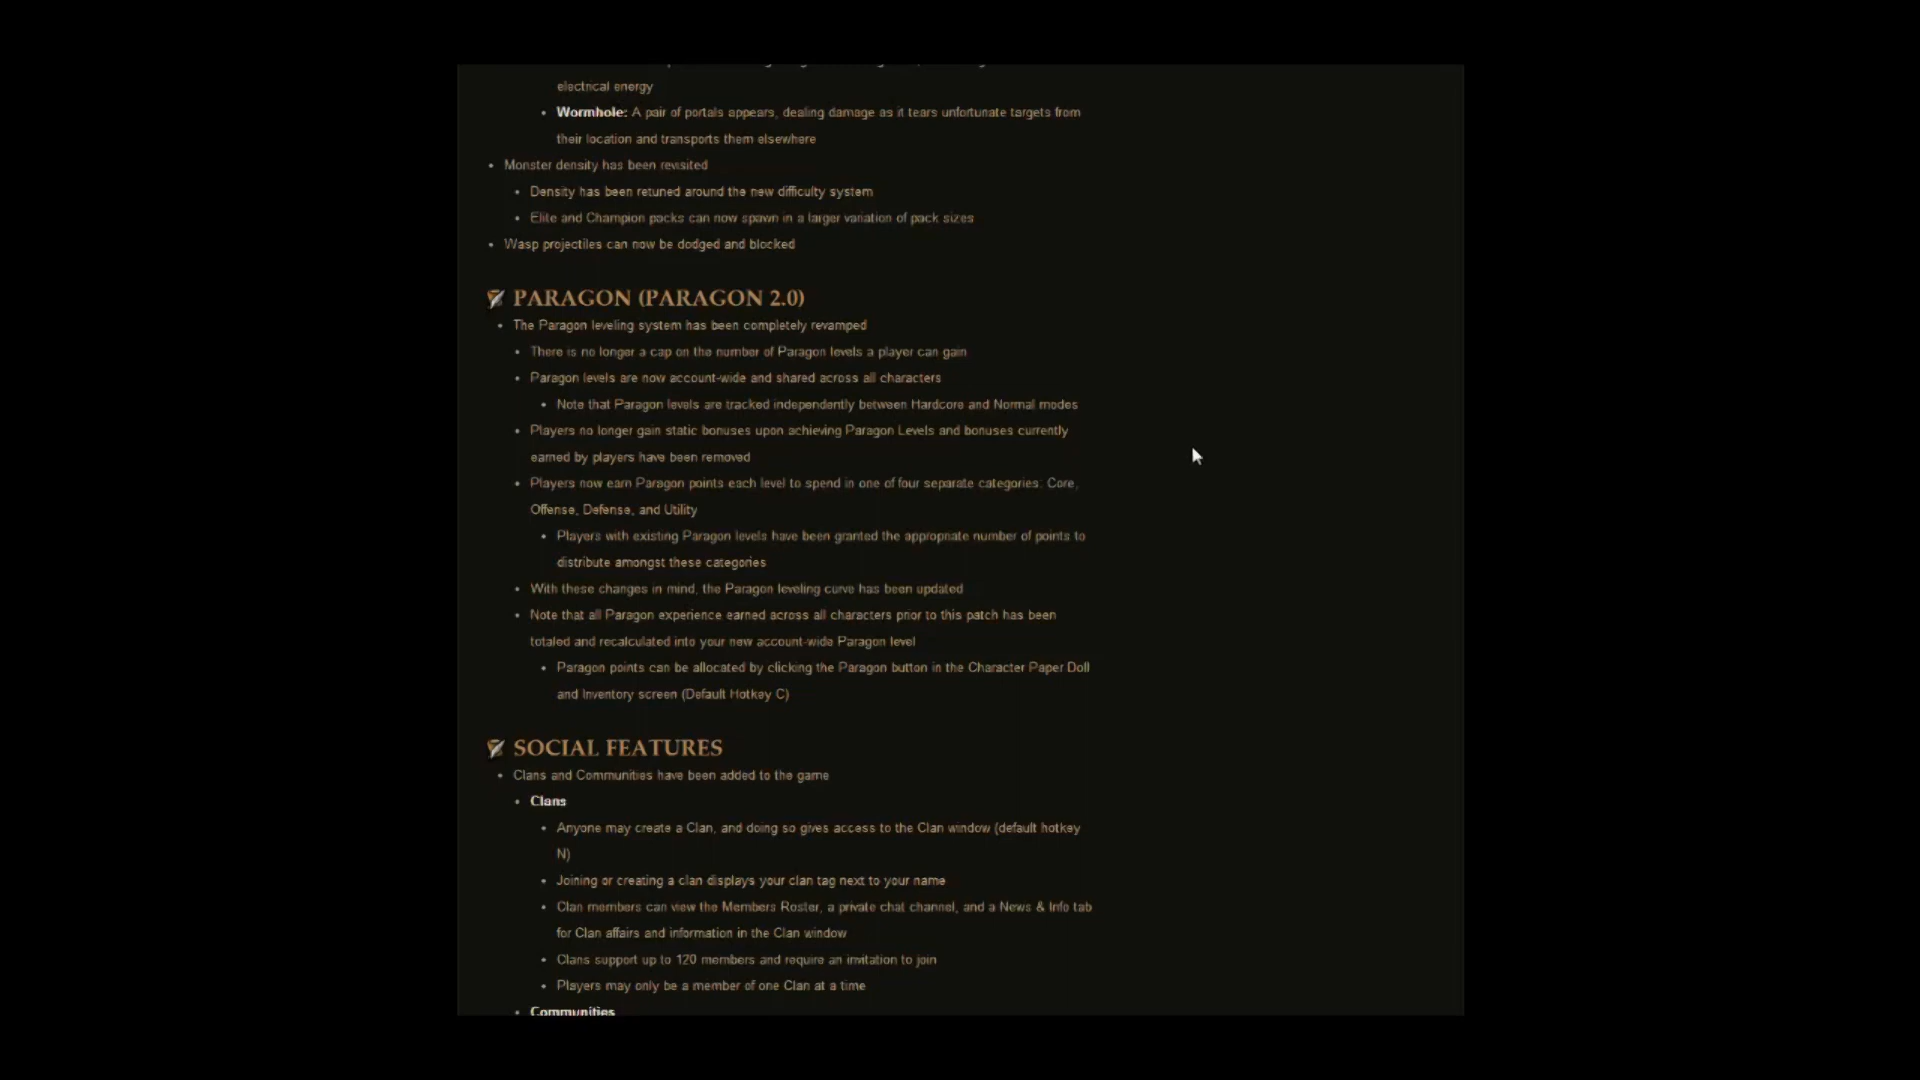 electrical energy
• Wormhole: A pair of portals appears, dealing damage as it tears unfortunate targets from
their location and transports them elsewhere
• Monster density has been revisited
• Density has been retuned around the new difficulty system
• Elite and Champion packs can now spawn in a larger variation of pack sizes
• Wasp projectiles can now be dodged and blocked
PARAGON (PARAGON 2.0)
• The Paragon leveling system has been completely revamped
• There is no longer a cap on the number of Paragon levels a player can gain
• Paragon levels are now account-wide and shared across all characters
• Note that Paragon levels are tracked independently between Hardcore and Normal modes
• Players no longer gain static bonuses upon achieving Paragon Levels and bonuses currently
earned by players have been removed
• Players now earn Paragon points each level to spend in one of four separate categories: Core,
Offense, Defense, and Utility
• Players with existing Paragon levels have been granted the appropriate number of points to
distribute amongst these categories
• With these changes in mind, the Paragon leveling curve has been updated
• Note that all Paragon experience earned across all characters prior to this patch has been
totaled and recalculated into your new account-wide Paragon level
• Paragon points can be allocated by clicking the Paragon button in the Character Paper Doll
and Inventory screen (Default Hotkey C)
SOCIAL FEATURES
• Clans and Communities have been added to the game
• Clans
• Anyone may create a Clan, and doing so gives access to the Clan window (default hotkey
N)
• Joining or creating a clan displays your clan tag next to your name
• Clan members can view the Members Roster, a private chat channel, and a News & Info tab
for Clan affairs and information in the Clan window
• Clans support up to 120 members and require an invitation to join
• Players may only be a member of one Clan at a time
• Communities